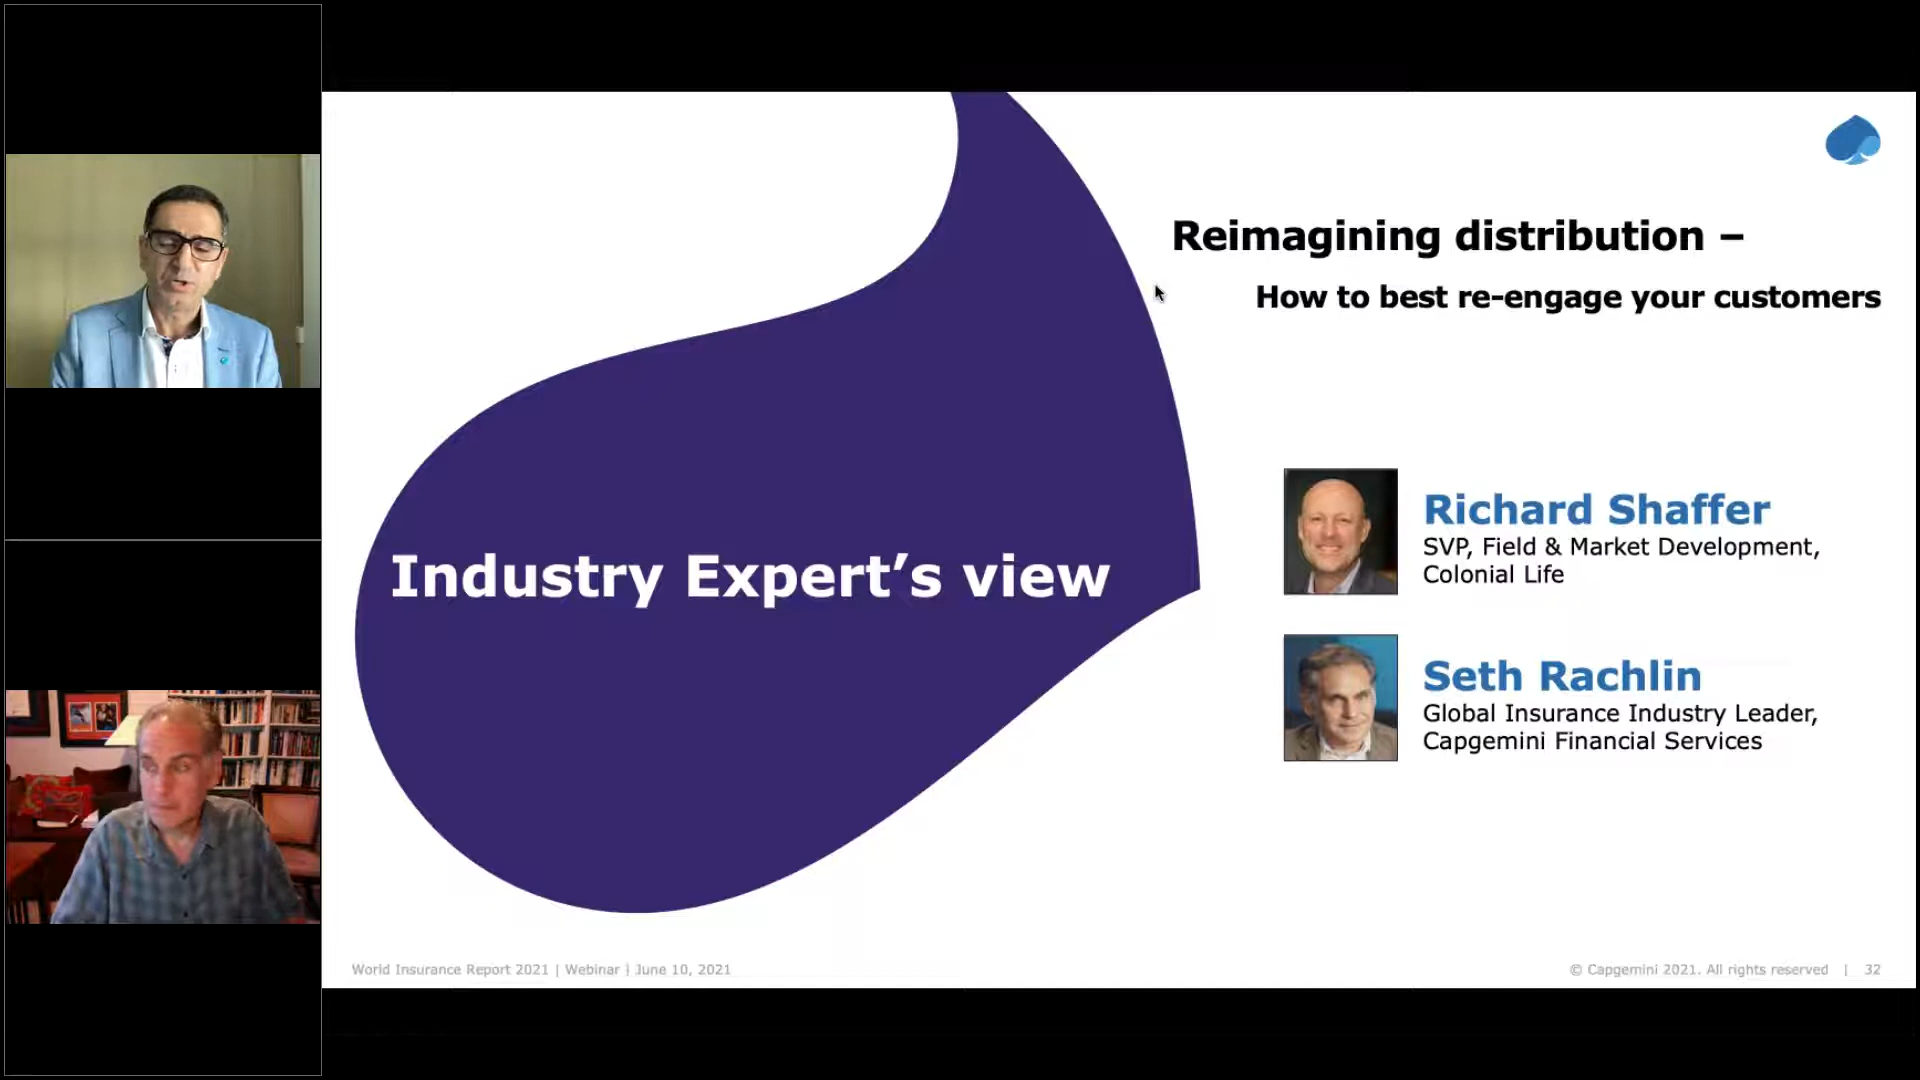 Reimagining distribution –
How to best re-engage your customers
Industry Expert’s view
Richard Shaffer
SVP, Field & Market Development,
Colonial Life
Seth Rachlin
Global Insurance Industry Leader,
Capgemini Financial Services
World Insurance Report 2021 | Webinar | June 10, 2021
© Capgemini 2021. All rights reserved | 32